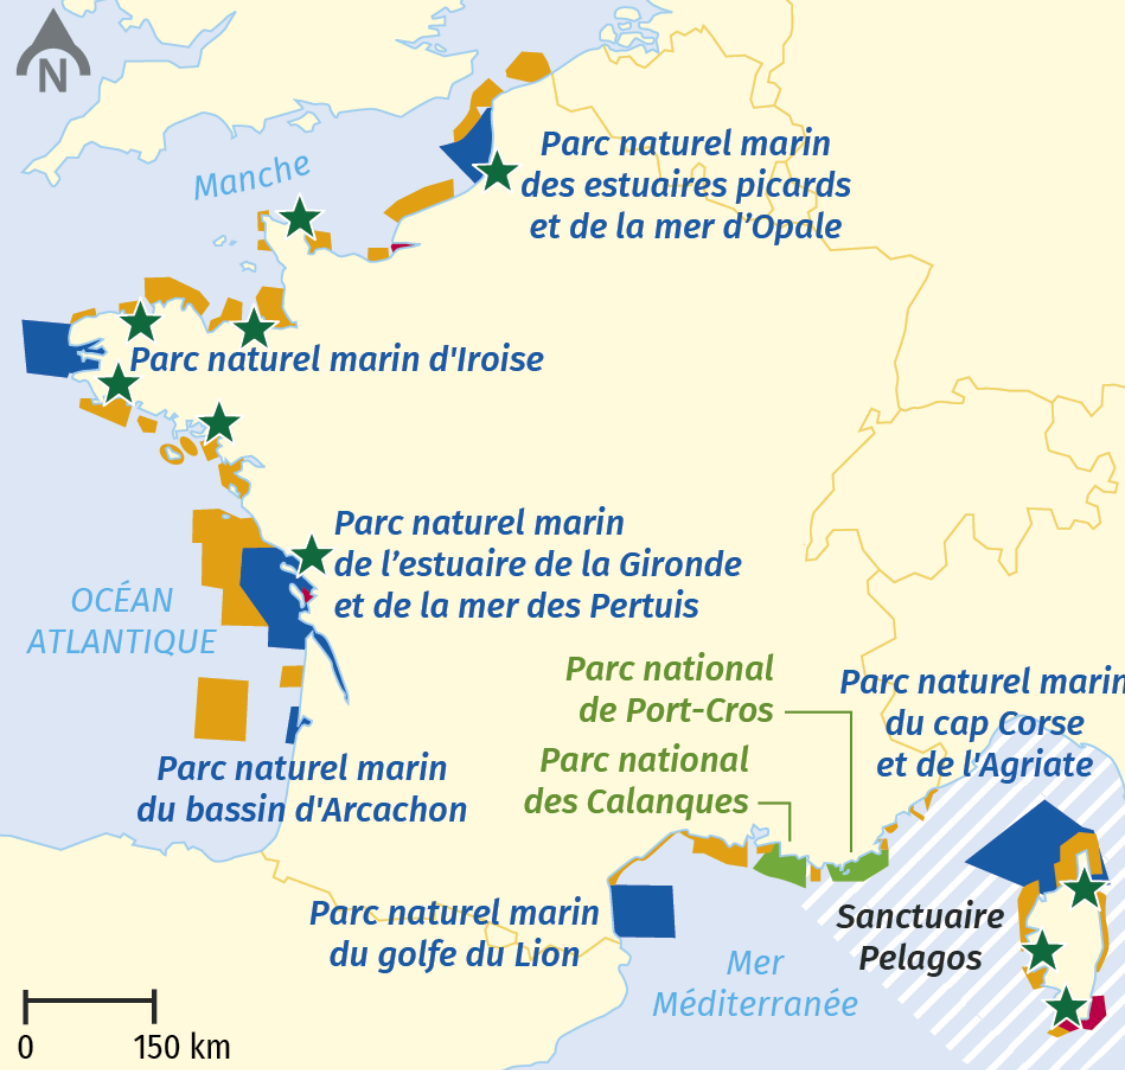 N
Manche
Parc naturel marin
des estuaires picards
et de la mer d’Opale
Parc naturel marin d'Iroise
Parc naturel marin
de l’estuaire de la Gironde
et de la mer des Pertuis
OCÉAN
ATLANTIQUE
Parc national
de Port-Cros
Parc naturel marin
du cap Corse
et de l'Agriate
Parc national
des Calanques
Parc naturel marin
du bassin d'Arcachon
Parc naturel marin
du golfe du Lion
Sanctuaire
Pelagos
Mer
Méditerranée
0 150 km